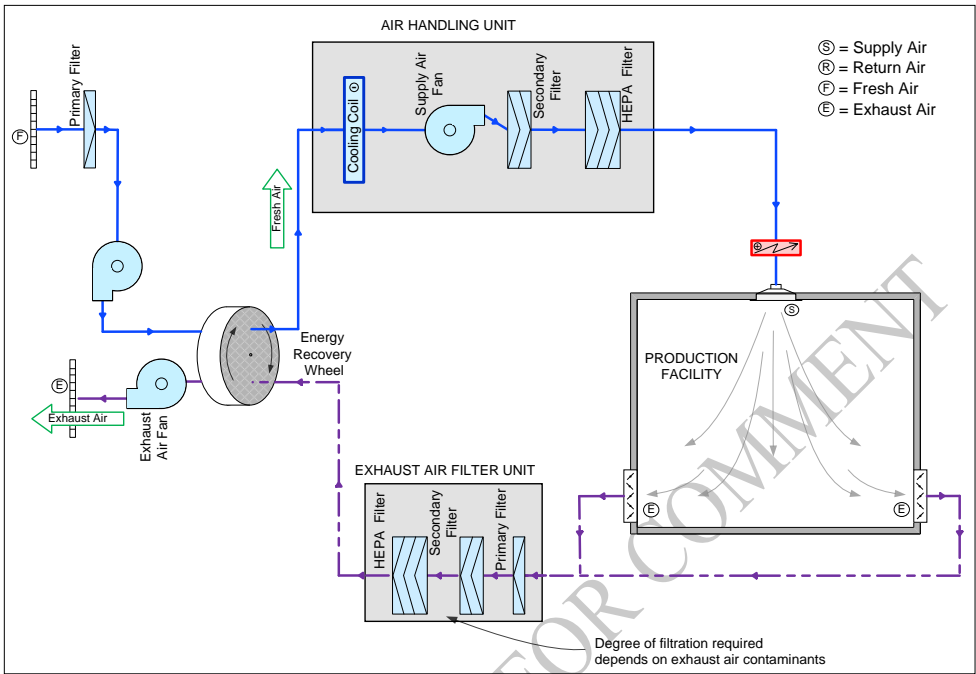 AIR HANDLING UNIT
Ⓢ = Supply Air
Ⓡ = Return Air
Ⓕ = Fresh Air
Ⓔ = Exhaust Air
Ⓕ
Primary Filter
Cooling Coil
Supply Air
Fan
Secondary
Filter
HEPA Filter
Fresh Air
Energy
Recovery
Wheel
Ⓢ
PRODUCTION
FACILITY
Ⓔ
Exhaust Air
Exhaust
Air Fan
EXHAUST AIR FILTER UNIT
HEPA Filter
Secondary
Filter
Primary Filter
Ⓔ
Ⓔ
Degree of filtration required
depends on exhaust air contaminants
FOR COMMENT